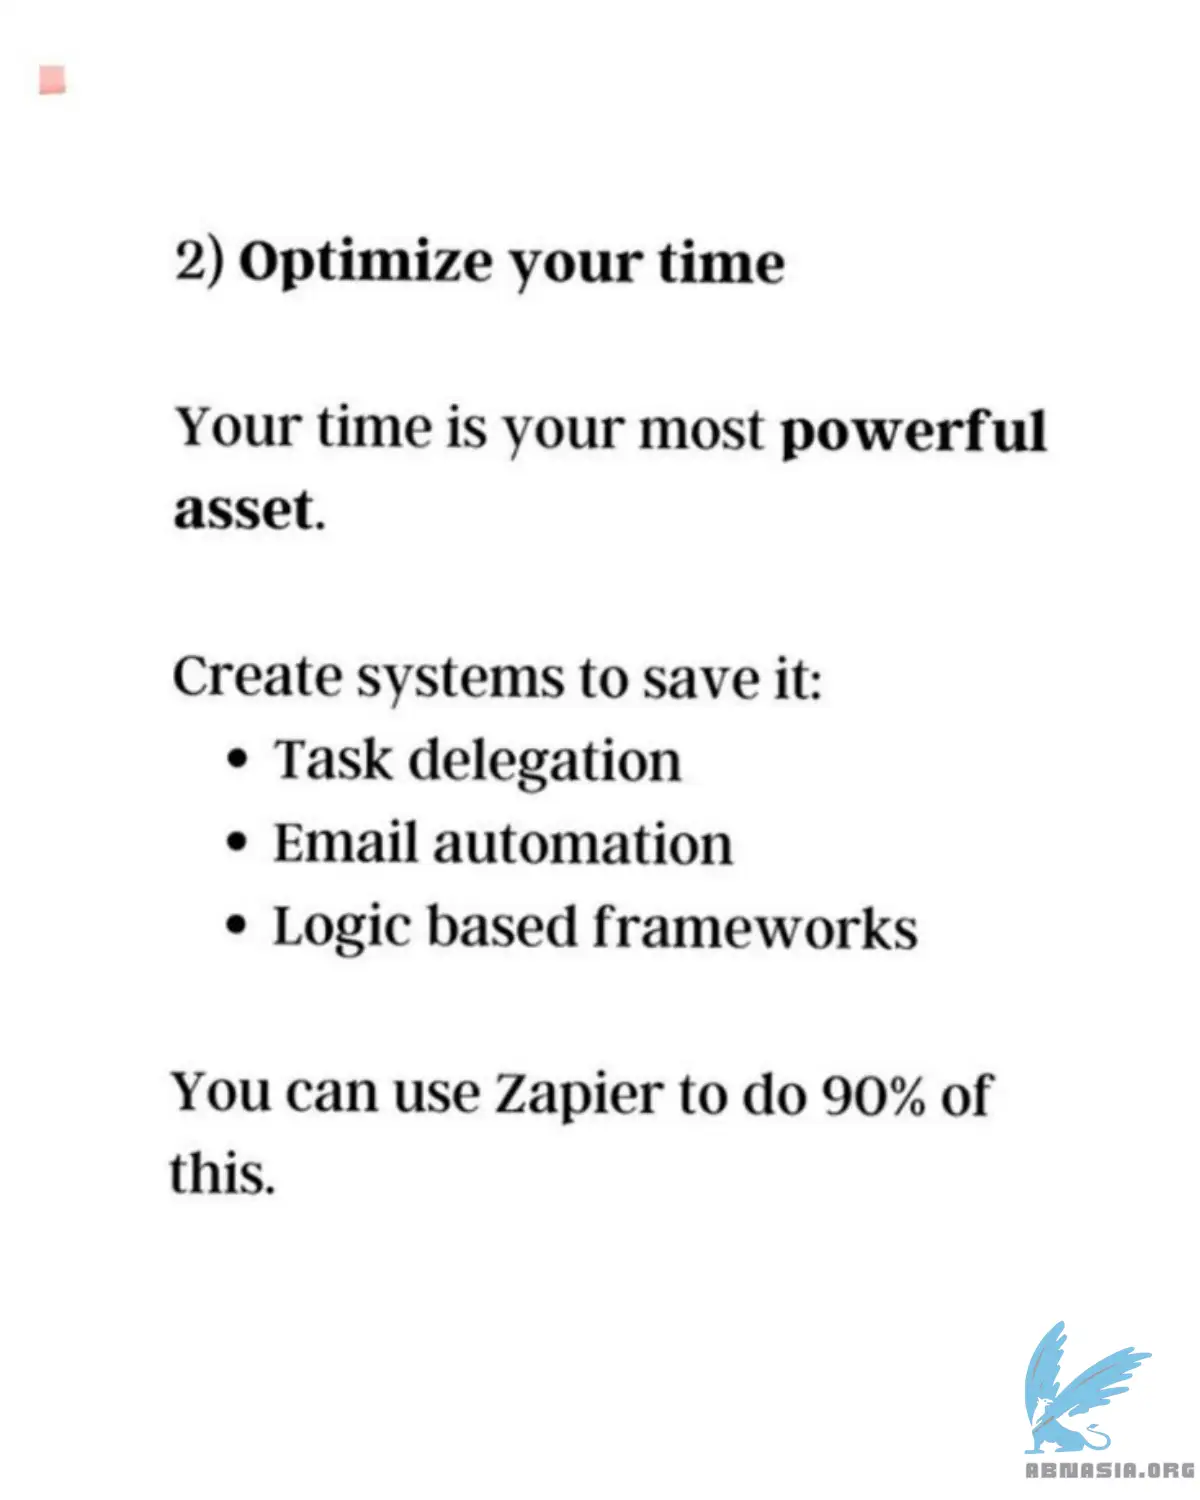 2) Optimize your time
Your time is your most powerful
asset.
Create systems to save it:
• Task delegation
• Email automation
• Logic based frameworks
You can use Zapier to do 90% of
this.
ABNASIA.ORG